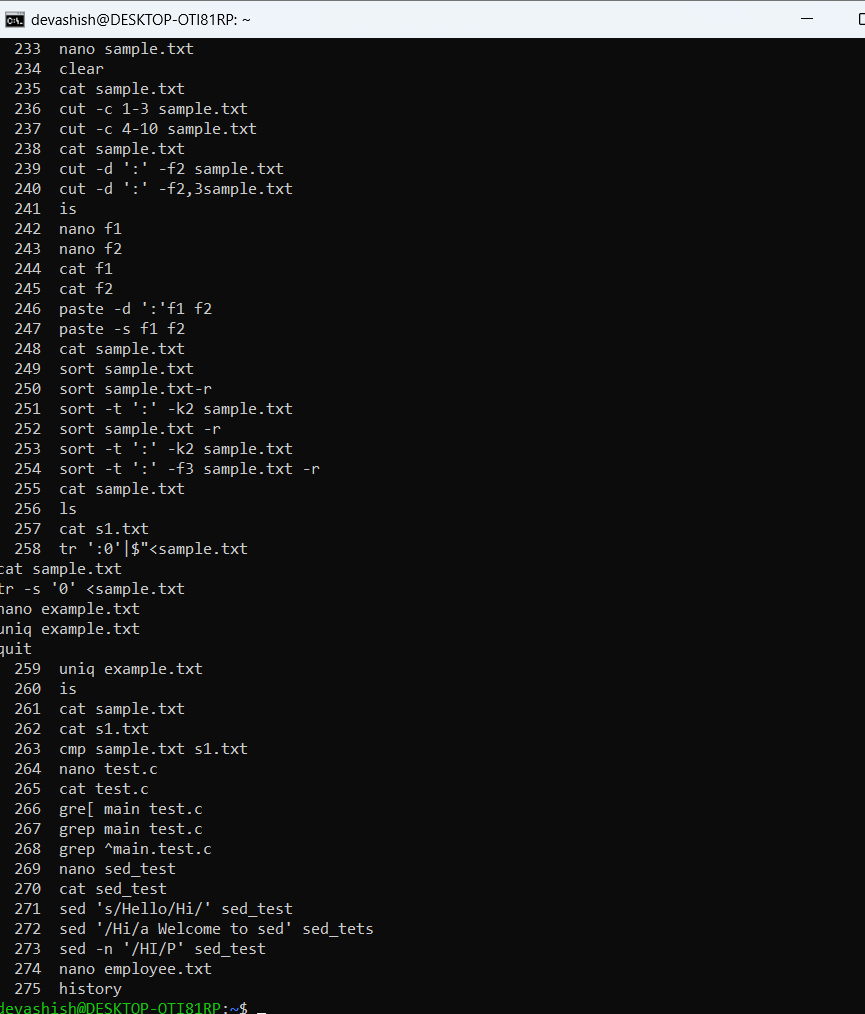 devashish@DESKTOP-OTI81RP: ~
233 nano sample.txt
234 clear
235 cat sample.txt
236 cut -c 1-3 sample.txt
237 cut -c 4-10 sample.txt
238 cat sample.txt
239 cut -d ':' -f2 sample.txt
240 cut -d ':' -f2,3sample.txt
241 is
242 nano f1
243 nano f2
244 cat f1
245 cat f2
246 paste -d ':'f1 f2
247 paste -s f1 f2
248 cat sample.txt
249 sort sample.txt
250 sort sample.txt-r
251 sort -t ':' -k2 sample.txt
252 sort sample.txt -r
253 sort -t ':' -k2 sample.txt
254 sort -t ':' -f3 sample.txt -r
255 cat sample.txt
256 ls
257 cat s1.txt
258 tr ':0'|$"<sample.txt
cat sample.txt
tr -s '0' <sample.txt
nano example.txt
uniq example.txt
quit
259 uniq example.txt
260 is
261 cat sample.txt
262 cat s1.txt
263 cmp sample.txt s1.txt
264 nano test.c
265 cat test.c
266 gre[ main test.c
267 grep main test.c
268 grep ^main.test.c
269 nano sed_test
270 cat sed_test
271 sed 's/Hello/Hi/' sed_test
272 sed '/Hi/a Welcome to sed' sed_tets
273 sed -n '/HI/P' sed_test
274 nano employee.txt
275 history
devashish@DESKTOP-OTI81RP:~$ _